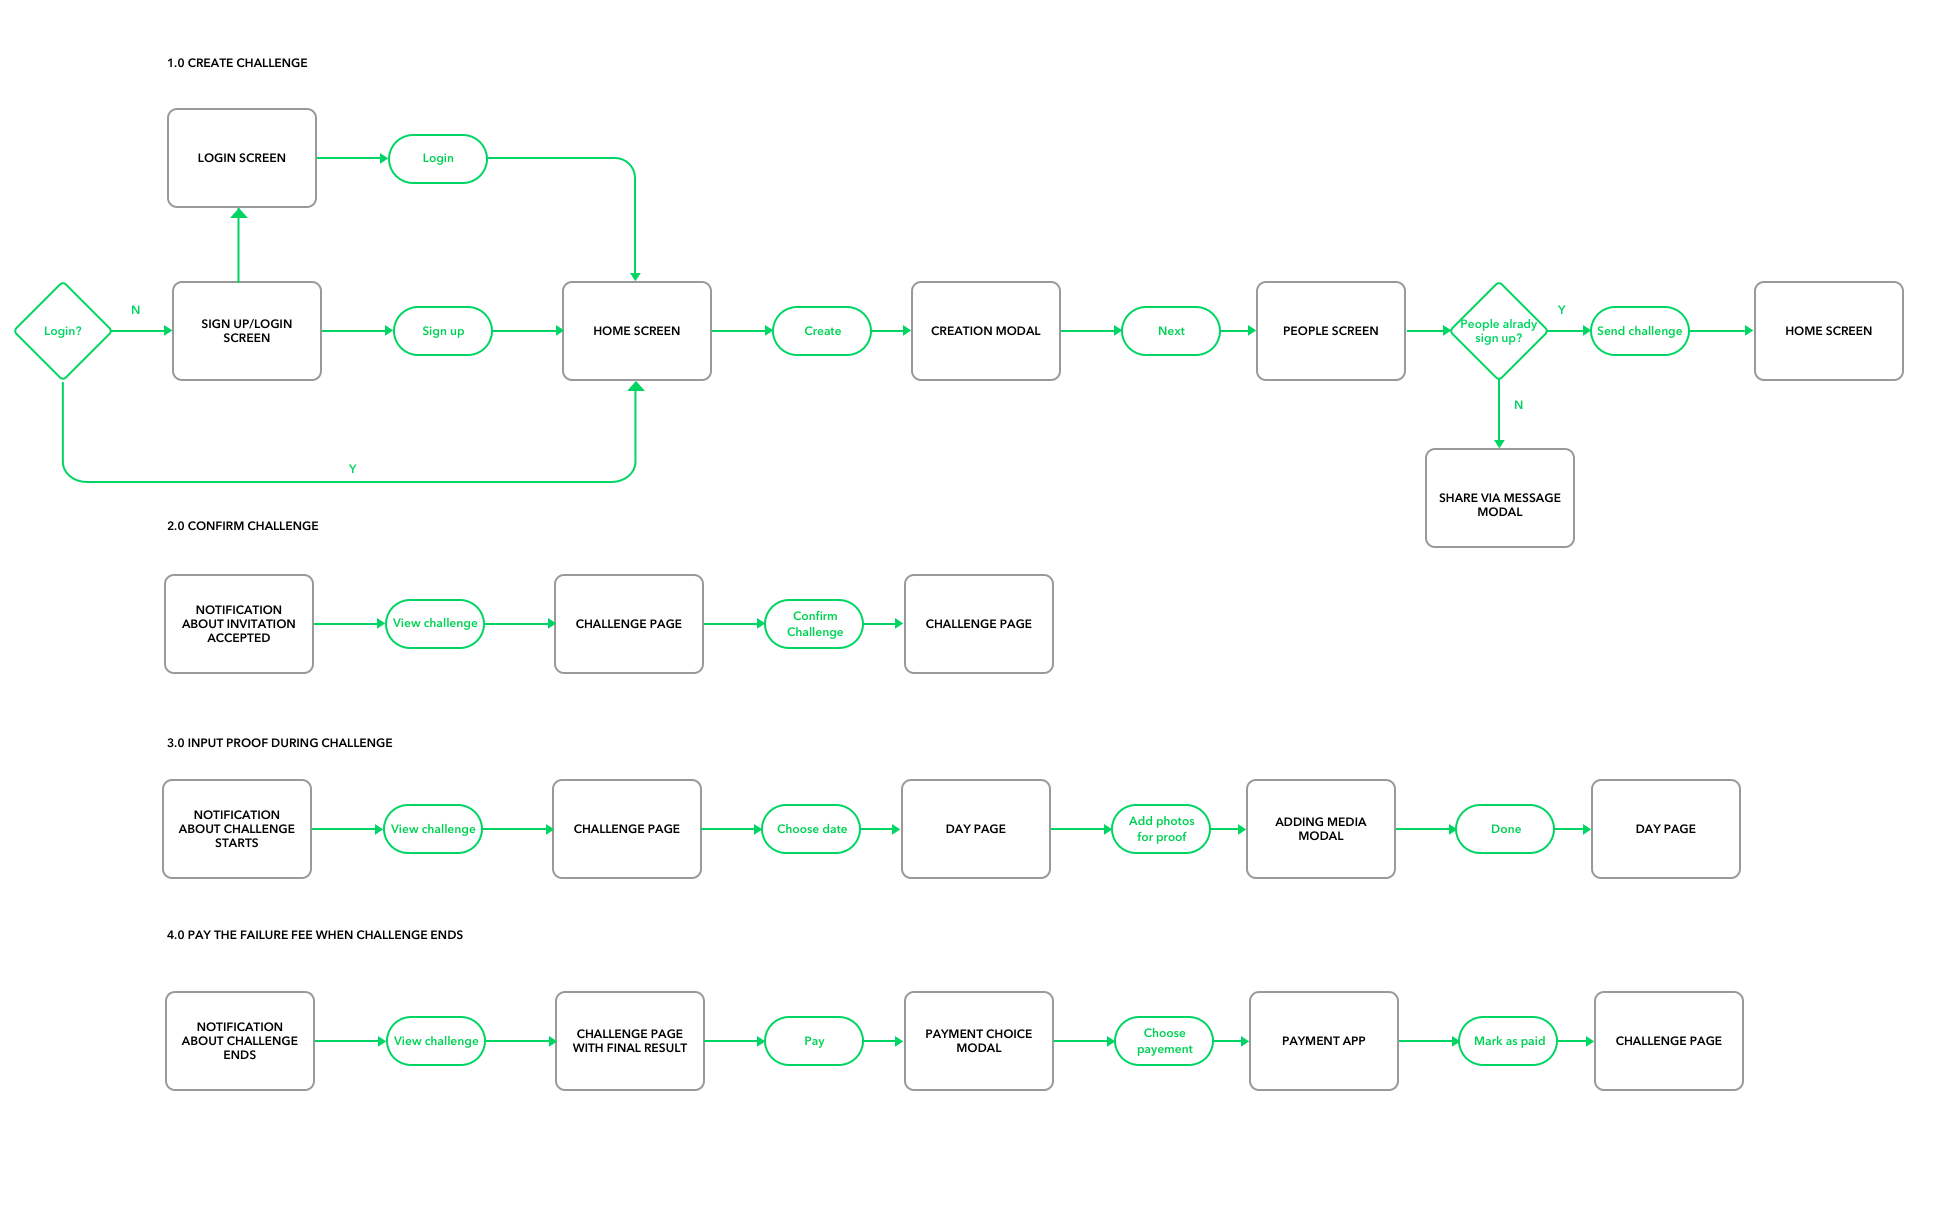 1.0 CREATE CHALLENGE
LOGIN SCREEN
Login
Login?
N
SIGN UP/LOGIN
SCREEN
Sign up
HOME SCREEN
Create
CREATION MODAL
Next
PEOPLE SCREEN
People alrady
sign up?
Y
Send challenge
HOME SCREEN
N
Y
SHARE VIA MESSAGE
MODAL
2.0 CONFIRM CHALLENGE
NOTIFICATION
ABOUT INVITATION
ACCEPTED
View challenge
CHALLENGE PAGE
Confirm
Challenge
CHALLENGE PAGE
3.0 INPUT PROOF DURING CHALLENGE
NOTIFICATION
ABOUT CHALLENGE
STARTS
View challenge
CHALLENGE PAGE
Choose date
DAY PAGE
Add photos
for proof
ADDING MEDIA
MODAL
Done
DAY PAGE
4.0 PAY THE FAILURE FEE WHEN CHALLENGE ENDS
NOTIFICATION
ABOUT CHALLENGE
ENDS
View challenge
CHALLENGE PAGE
WITH FINAL RESULT
Pay
PAYMENT CHOICE
MODAL
Choose
payement
PAYMENT APP
Mark as paid
CHALLENGE PAGE